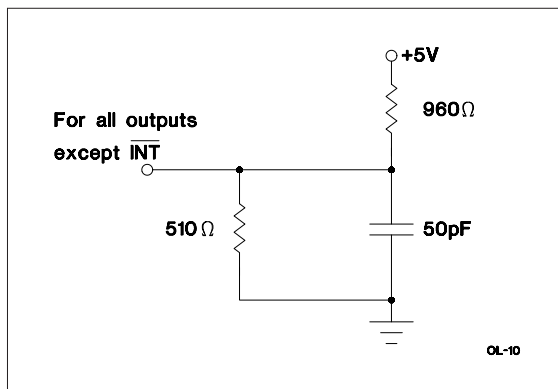 +5V
960Ω
For all outputs
except INT
510Ω
50pF
OL-10